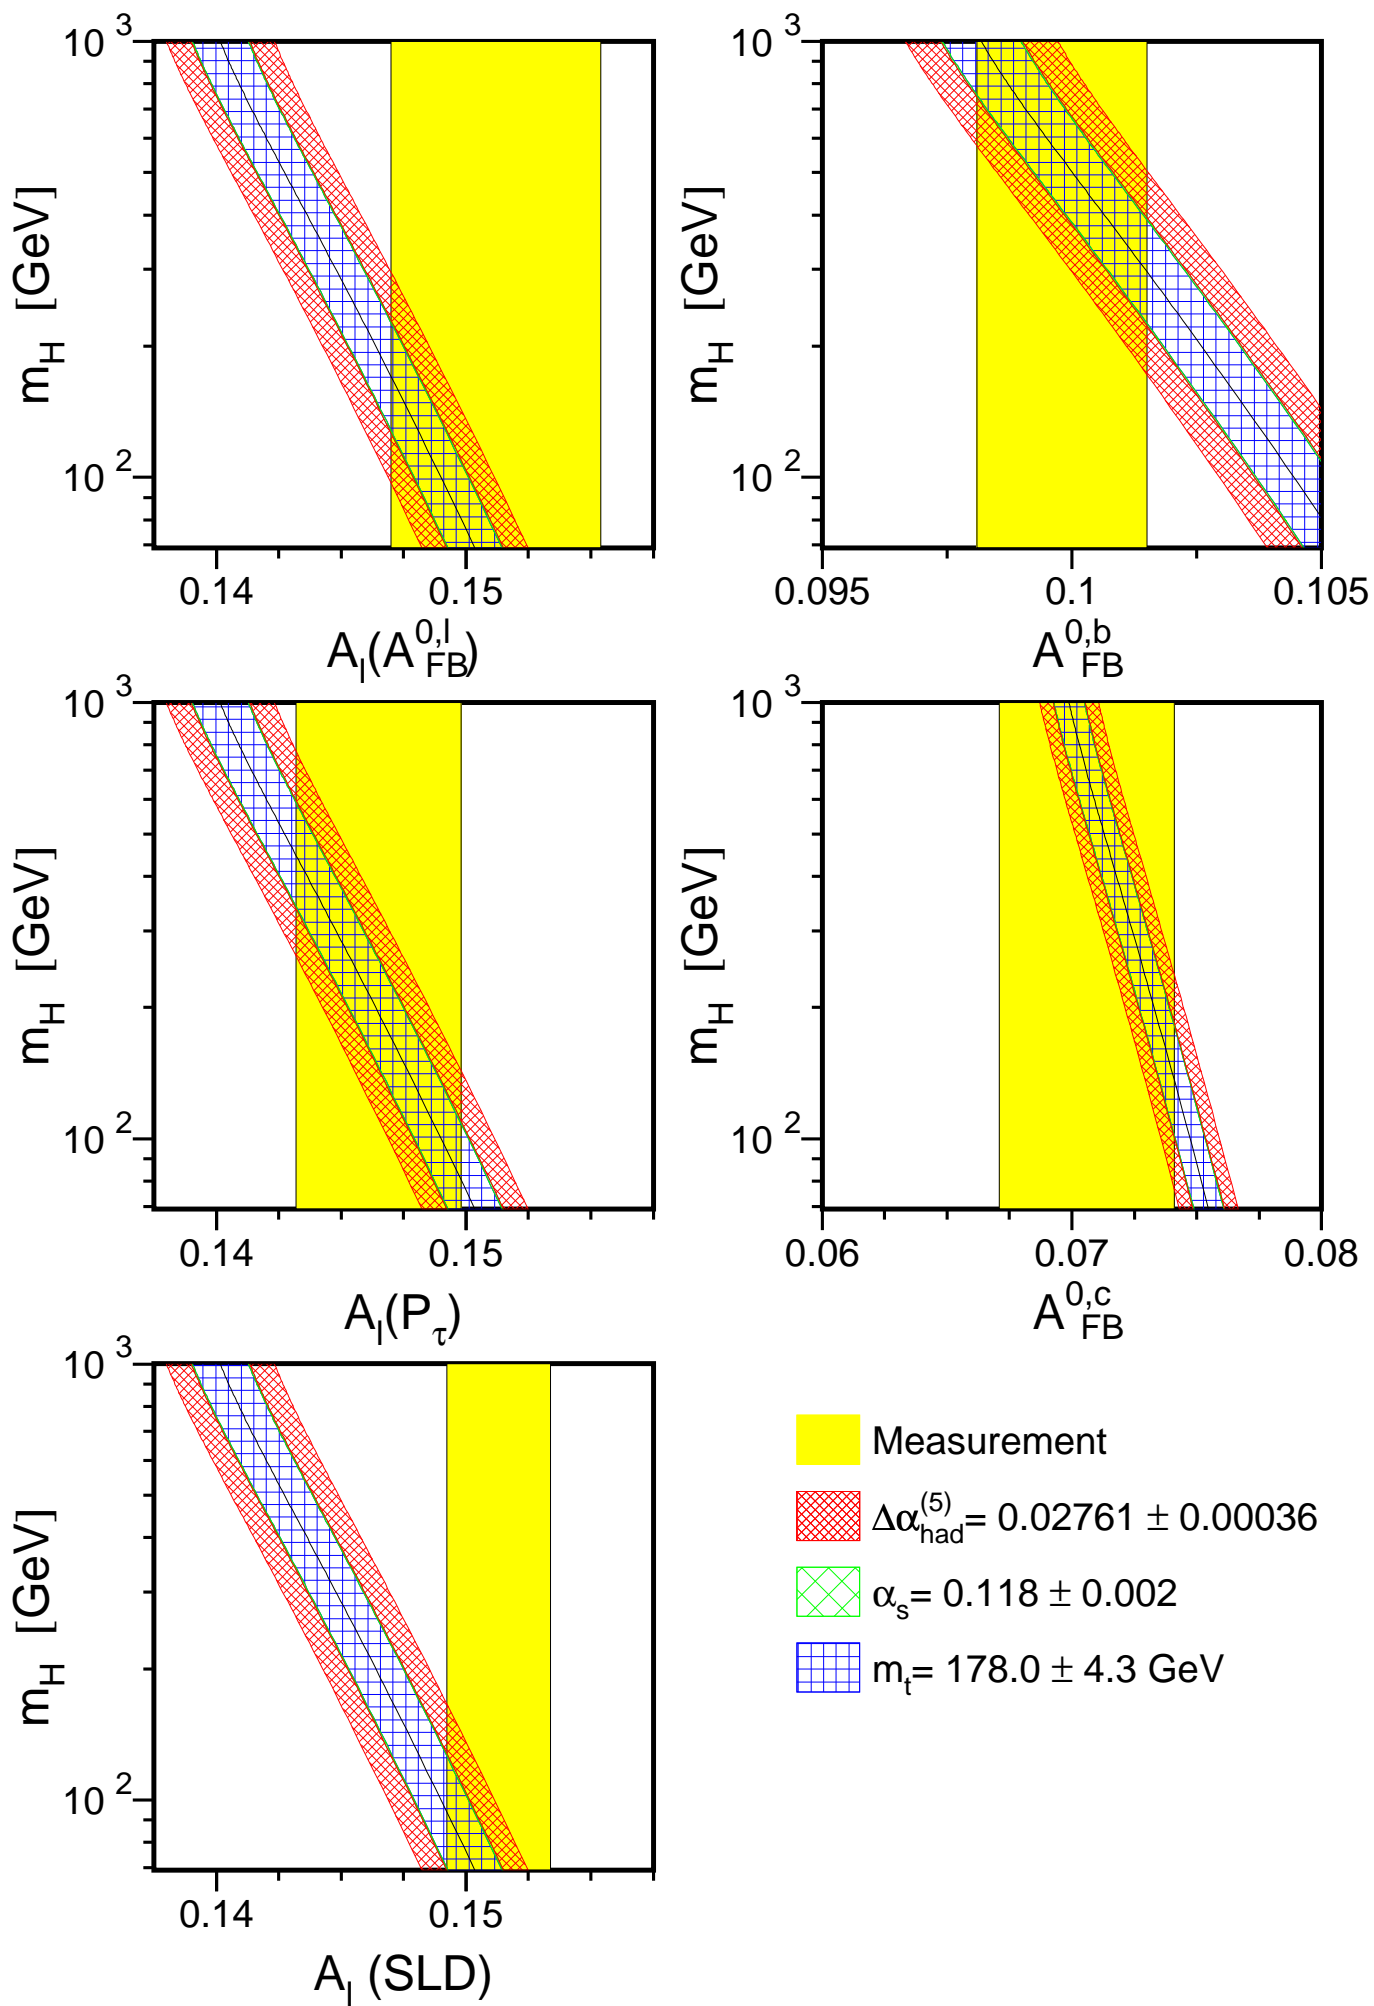 10 3
m_H [GeV]
10 2
0.14 0.15
A_l(A^{0,l}_{FB})
10 3
m_H [GeV]
10 2
0.095 0.1 0.105
A^{0,b}_{FB}
10 3
m_H [GeV]
10 2
0.14 0.15
A_l(P_τ)
10 3
m_H [GeV]
10 2
0.06 0.07 0.08
A^{0,c}_{FB}
10 3
m_H [GeV]
10 2
0.14 0.15
A_l (SLD)
Measurement
Δα^{(5)}_{had}= 0.02761 ± 0.00036
α_s= 0.118 ± 0.002
m_t= 178.0 ± 4.3 GeV